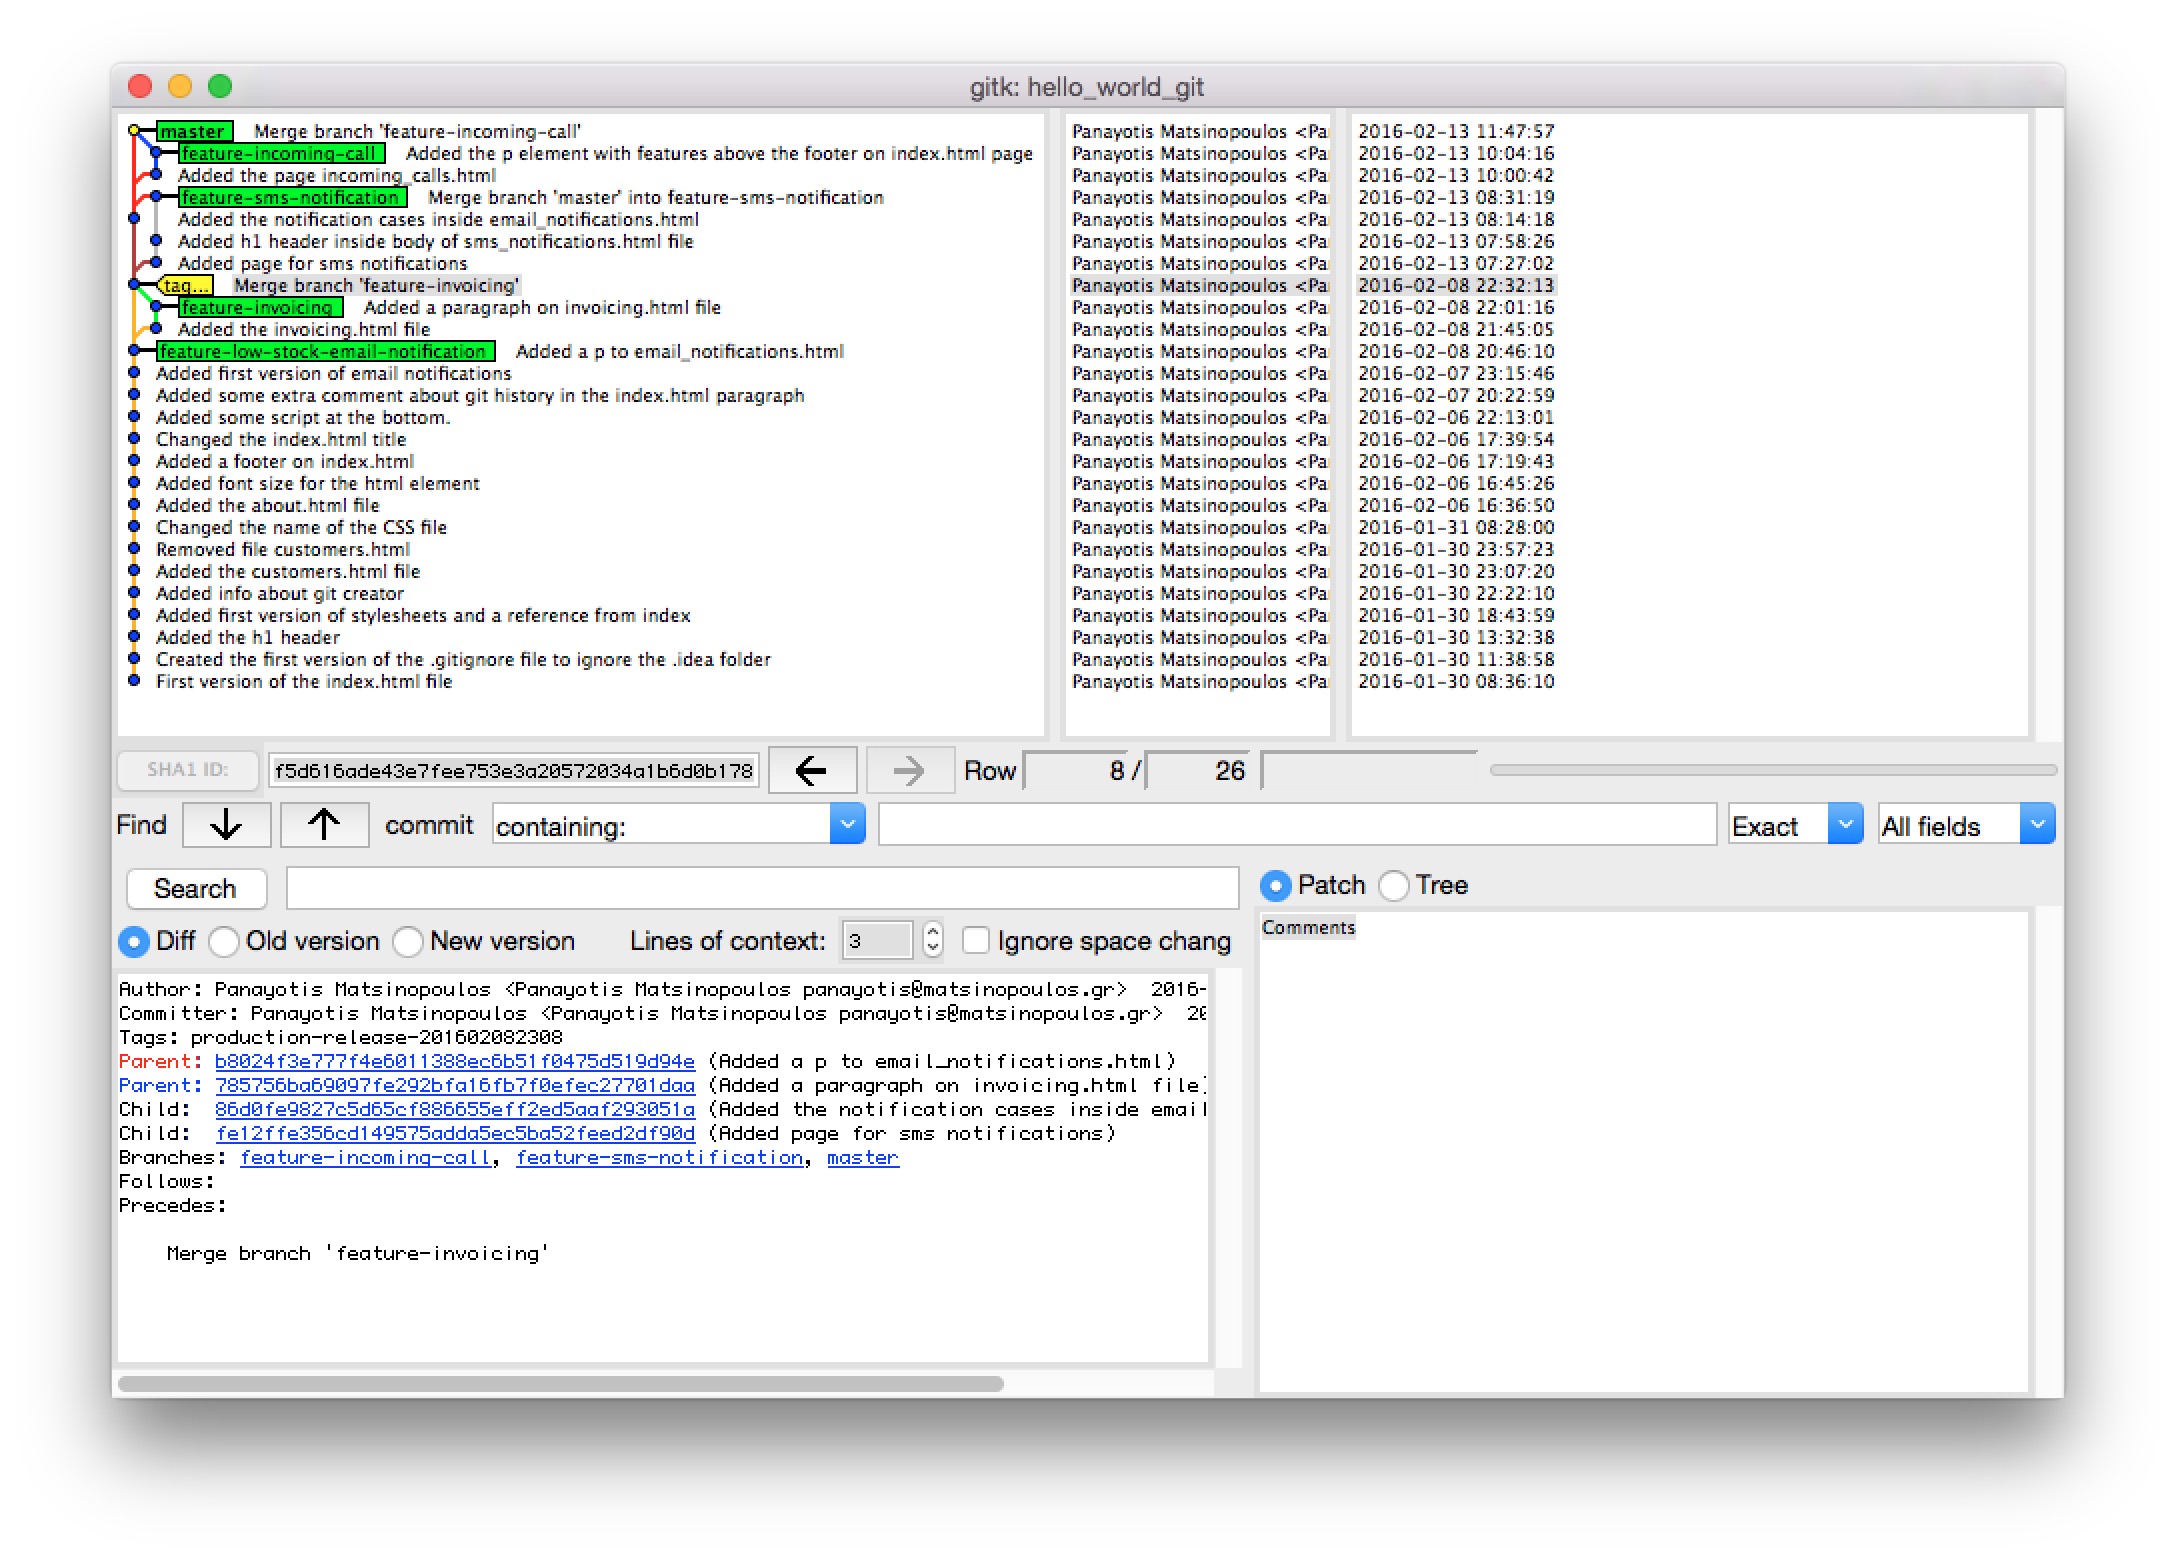 gitk: hello_world_git
master Merge branch 'feature-incoming-call' Panayotis Matsinopoulos <Pa 2016-02-13 11:47:57
feature-incoming-call Added the p element with features above the footer on index.html page Panayotis Matsinopoulos <Pa 2016-02-13 10:04:16
Added the page incoming_calls.html Panayotis Matsinopoulos <Pa 2016-02-13 10:00:42
feature-sms-notification Merge branch 'master' into feature-sms-notification Panayotis Matsinopoulos <Pa 2016-02-13 08:31:19
Added the notification cases inside email_notifications.html Panayotis Matsinopoulos <Pa 2016-02-13 08:14:18
Added h1 header inside body of sms_notifications.html file Panayotis Matsinopoulos <Pa 2016-02-13 07:58:26
Added page for sms notifications Panayotis Matsinopoulos <Pa 2016-02-13 07:27:02
tag... Merge branch 'feature-invoicing' Panayotis Matsinopoulos <Pa 2016-02-08 22:32:13
feature-invoicing Added a paragraph on invoicing.html file Panayotis Matsinopoulos <Pa 2016-02-08 22:01:16
Added the invoicing.html file Panayotis Matsinopoulos <Pa 2016-02-08 21:45:05
feature-low-stock-email-notification Added a p to email_notifications.html Panayotis Matsinopoulos <Pa 2016-02-08 20:46:10
Added first version of email notifications Panayotis Matsinopoulos <Pa 2016-02-07 23:15:46
Added some extra comment about git history in the index.html paragraph Panayotis Matsinopoulos <Pa 2016-02-07 20:22:59
Added some script at the bottom. Panayotis Matsinopoulos <Pa 2016-02-06 22:13:01
Changed the index.html title Panayotis Matsinopoulos <Pa 2016-02-06 17:39:54
Added a footer on index.html Panayotis Matsinopoulos <Pa 2016-02-06 17:19:43
Added font size for the html element Panayotis Matsinopoulos <Pa 2016-02-06 16:45:26
Added the about.html file Panayotis Matsinopoulos <Pa 2016-02-06 16:36:50
Changed the name of the CSS file Panayotis Matsinopoulos <Pa 2016-01-31 08:28:00
Removed file customers.html Panayotis Matsinopoulos <Pa 2016-01-30 23:57:23
Added the customers.html file Panayotis Matsinopoulos <Pa 2016-01-30 23:07:20
Added info about git creator Panayotis Matsinopoulos <Pa 2016-01-30 22:22:10
Added first version of stylesheets and a reference from index Panayotis Matsinopoulos <Pa 2016-01-30 18:43:59
Added the h1 header Panayotis Matsinopoulos <Pa 2016-01-30 13:32:38
Created the first version of the .gitignore file to ignore the .idea folder Panayotis Matsinopoulos <Pa 2016-01-30 11:38:58
First version of the index.html file Panayotis Matsinopoulos <Pa 2016-01-30 08:36:10
SHA1 ID: f5d616ade43e7fee753e3a20572034a1b6d0b178 Row 8 / 26
Find commit containing: Exact All fields
Search Patch Tree
Diff Old version New version Lines of context: 3 Ignore space chang
Comments
Author: Panayotis Matsinopoulos <Panayotis Matsinopoulos panayotis@matsinopoulos.gr> 2016-
Committer: Panayotis Matsinopoulos <Panayotis Matsinopoulos panayotis@matsinopoulos.gr> 20
Tags: production-release-201602082308
Parent: b8024f3e777f4e6011388ec6b51f0475d519d94e (Added a p to email_notifications.html)
Parent: 785756ba69097fe292bfa16fb7f0efec27701daa (Added a paragraph on invoicing.html file)
Child: 86d0fe9827c5d65cf886655eff2ed5aaf293051a (Added the notification cases inside email
Child: fe12ffe356cd149575adda5ec5ba52feed2df90d (Added page for sms notifications)
Branches: feature-incoming-call, feature-sms-notification, master
Follows:
Precedes:
Merge branch 'feature-invoicing'